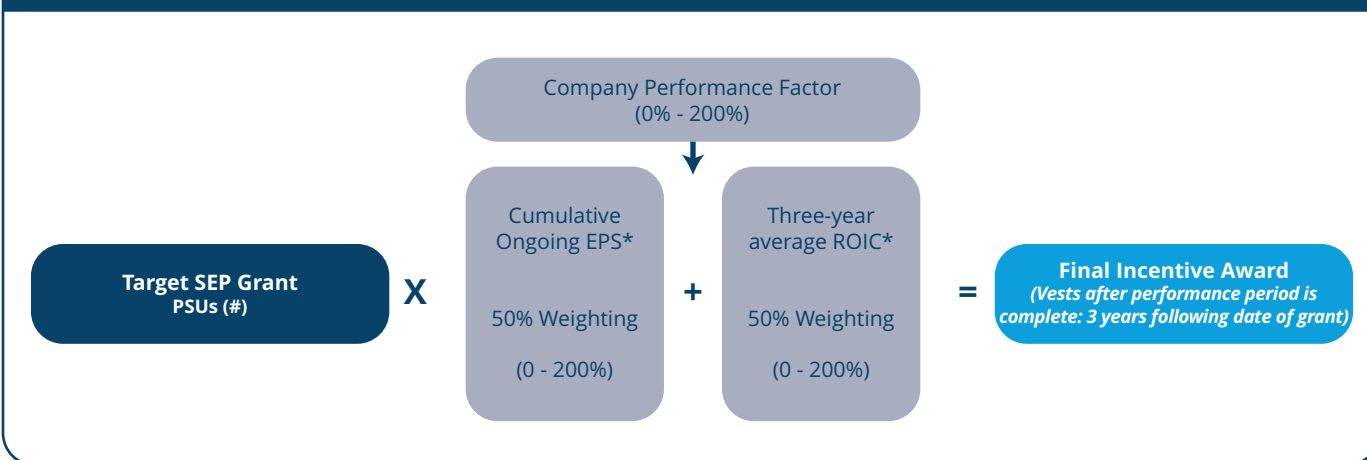 Company Performance Factor
(0% - 200%)
Cumulative
Ongoing EPS*
50% Weighting
(0 - 200%)
Three-year
average ROIC*
50% Weighting
(0 - 200%)
Target SEP Grant
PSUs (#)
X
+
=
Final Incentive Award
(Vests after performance period is
complete: 3 years following date of grant)